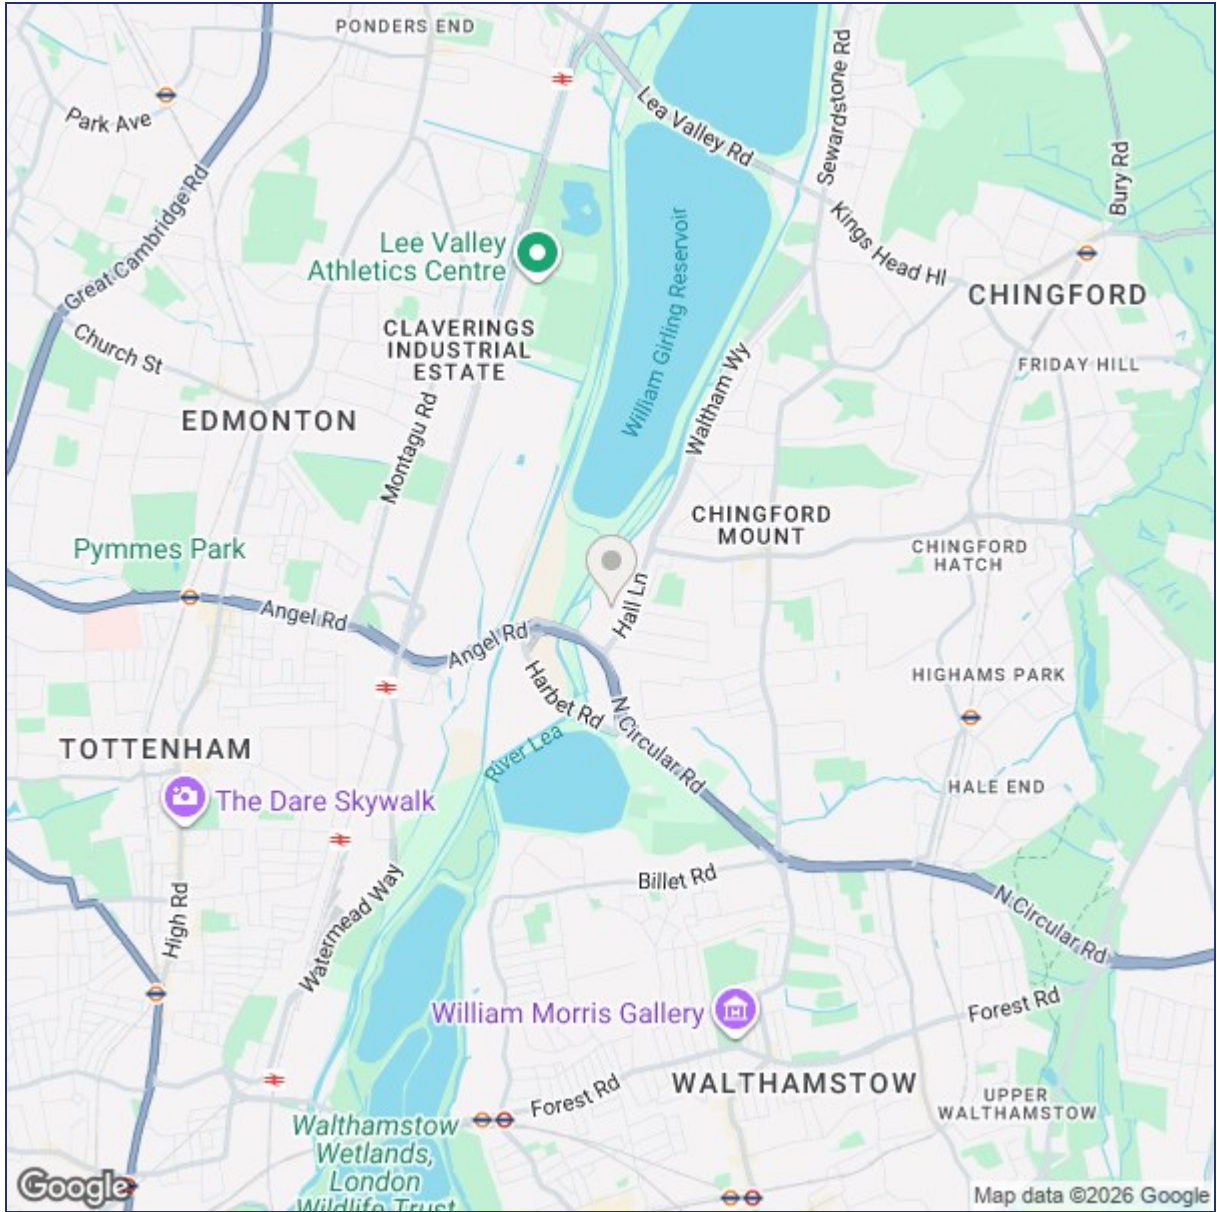 PONDERS END
Park Ave
Lea Valley Rd
Sewardstone Rd
Bury Rd
Great Cambridge Rd
Kings Head Hl
Lee Valley
Athletics Centre
William Girling Reservoir
CHINGFORD
Church St
CLAVERINGS
INDUSTRIAL
ESTATE
FRIDAY HILL
Waltham Wy
EDMONTON
Montagu Rd
CHINGFORD
MOUNT
Pymmes Park
CHINGFORD
HATCH
Hall Ln
Angel Rd
Angel Rd
Harbet Rd
HIGHAMS PARK
N Circular Rd
River Lea
TOTTENHAM
The Dare Skywalk
HALE END
Billet Rd
High Rd
Watermead Way
N Circular Rd
William Morris Gallery
Forest Rd
WALTHAMSTOW
Forest Rd
UPPER
WALTHAMSTOW
Walthamstow
Wetlands,
London
Wildlife Trust
Google
Map data ©2026 Google